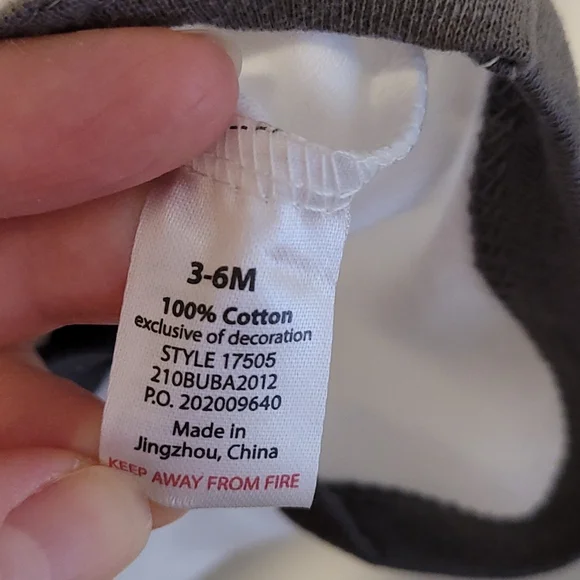 3-6M
100% Cotton
exclusive of decoration
STYLE 17505
210BUBA2012
P.O. 202009640
Made in
Jingzhou, China
KEEP AWAY FROM FIRE